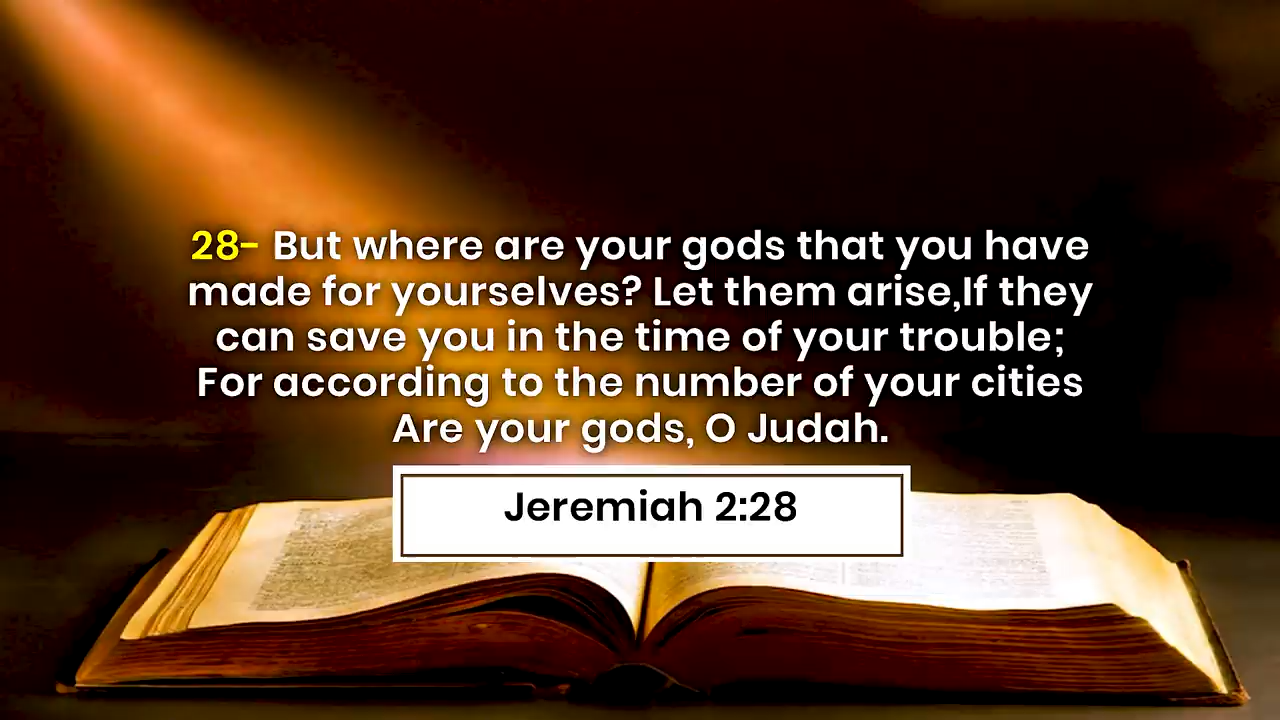 28- But where are your gods that you have
made for yourselves? Let them arise,If they
can save you in the time of your trouble;
For according to the number of your cities
Are your gods, O Judah.
Jeremiah 2:28